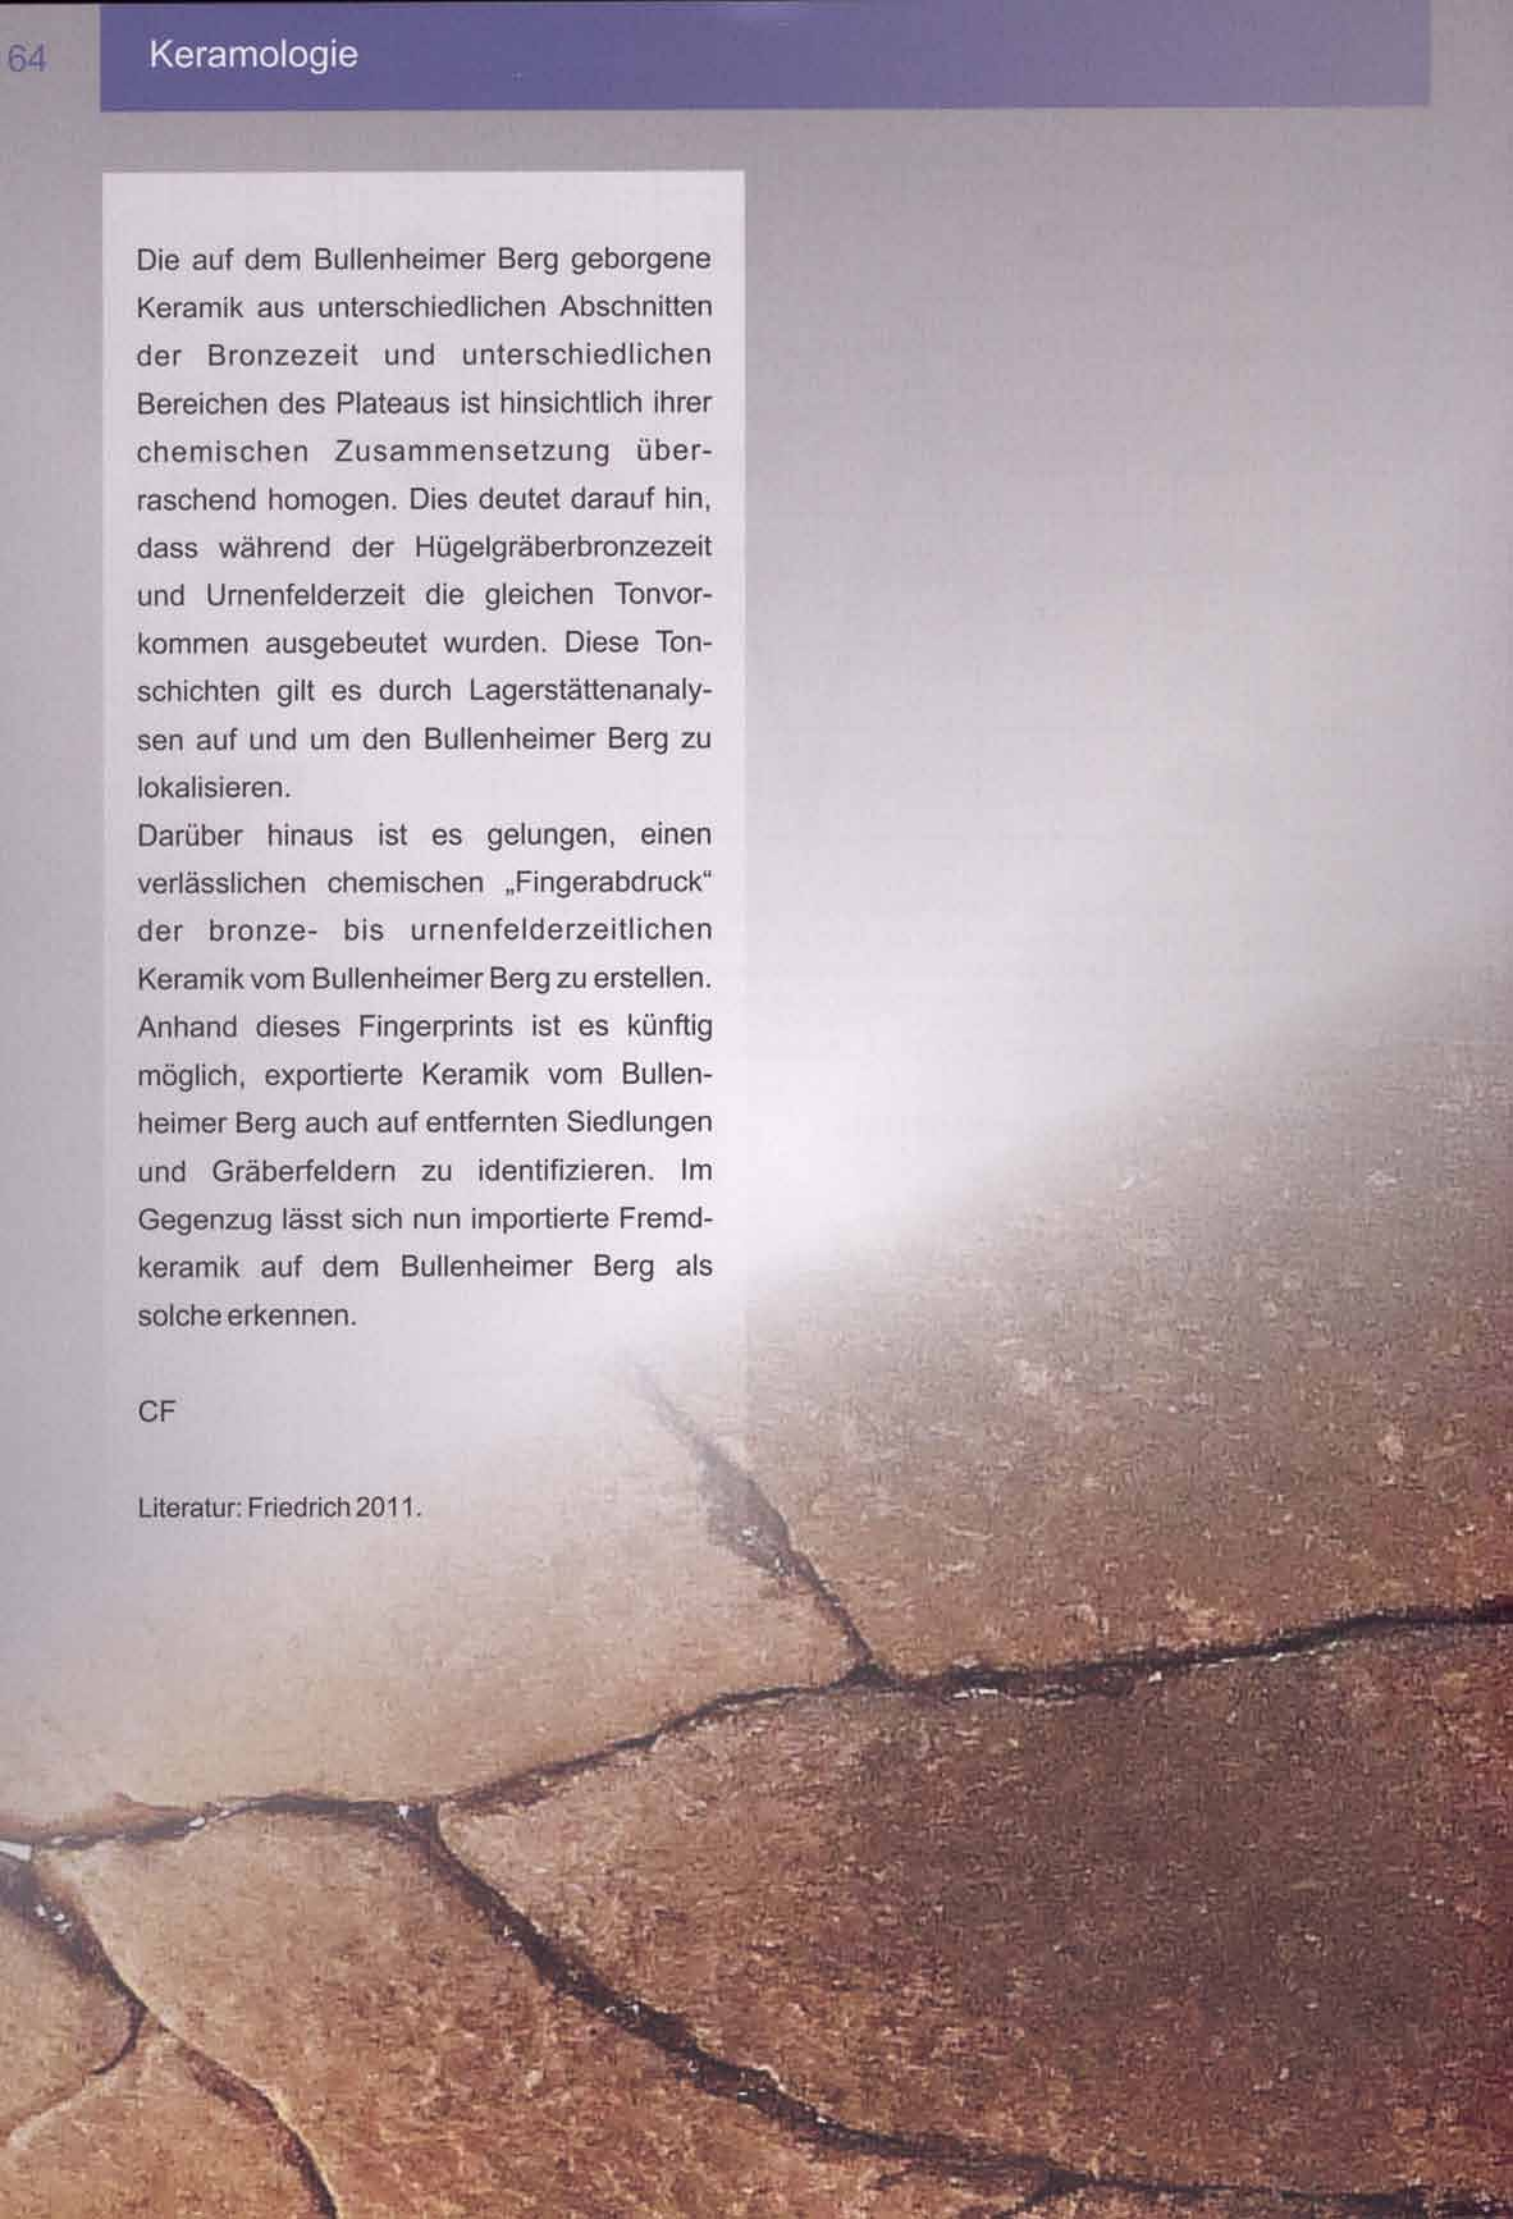 64
Keramologie
Die auf dem Bullenheimer Berg geborgene
Keramik aus unterschiedlichen Abschnitten
der Bronzezeit und unterschiedlichen
Bereichen des Plateaus ist hinsichtlich ihrer
chemischen Zusammensetzung über-
raschend homogen. Dies deutet darauf hin,
dass während der Hügelgräberbronzezeit
und Urnenfelderzeit die gleichen Tonvor-
kommen ausgebeutet wurden. Diese Ton-
schichten gilt es durch Lagerstättenanaly-
sen auf und um den Bullenheimer Berg zu
lokalisieren.
Darüber hinaus ist es gelungen, einen
verlässlichen chemischen „Fingerabdruck“
der bronze- bis urnenfelderzeitlichen
Keramik vom Bullenheimer Berg zu erstellen.
Anhand dieses Fingerprints ist es künftig
möglich, exportierte Keramik vom Bullen-
heimer Berg auch auf entfernten Siedlungen
und Gräberfeldern zu identifizieren. Im
Gegenzug lässt sich nun importierte Fremd-
keramik auf dem Bullenheimer Berg als
solche erkennen.
CF
Literatur: Friedrich 2011.